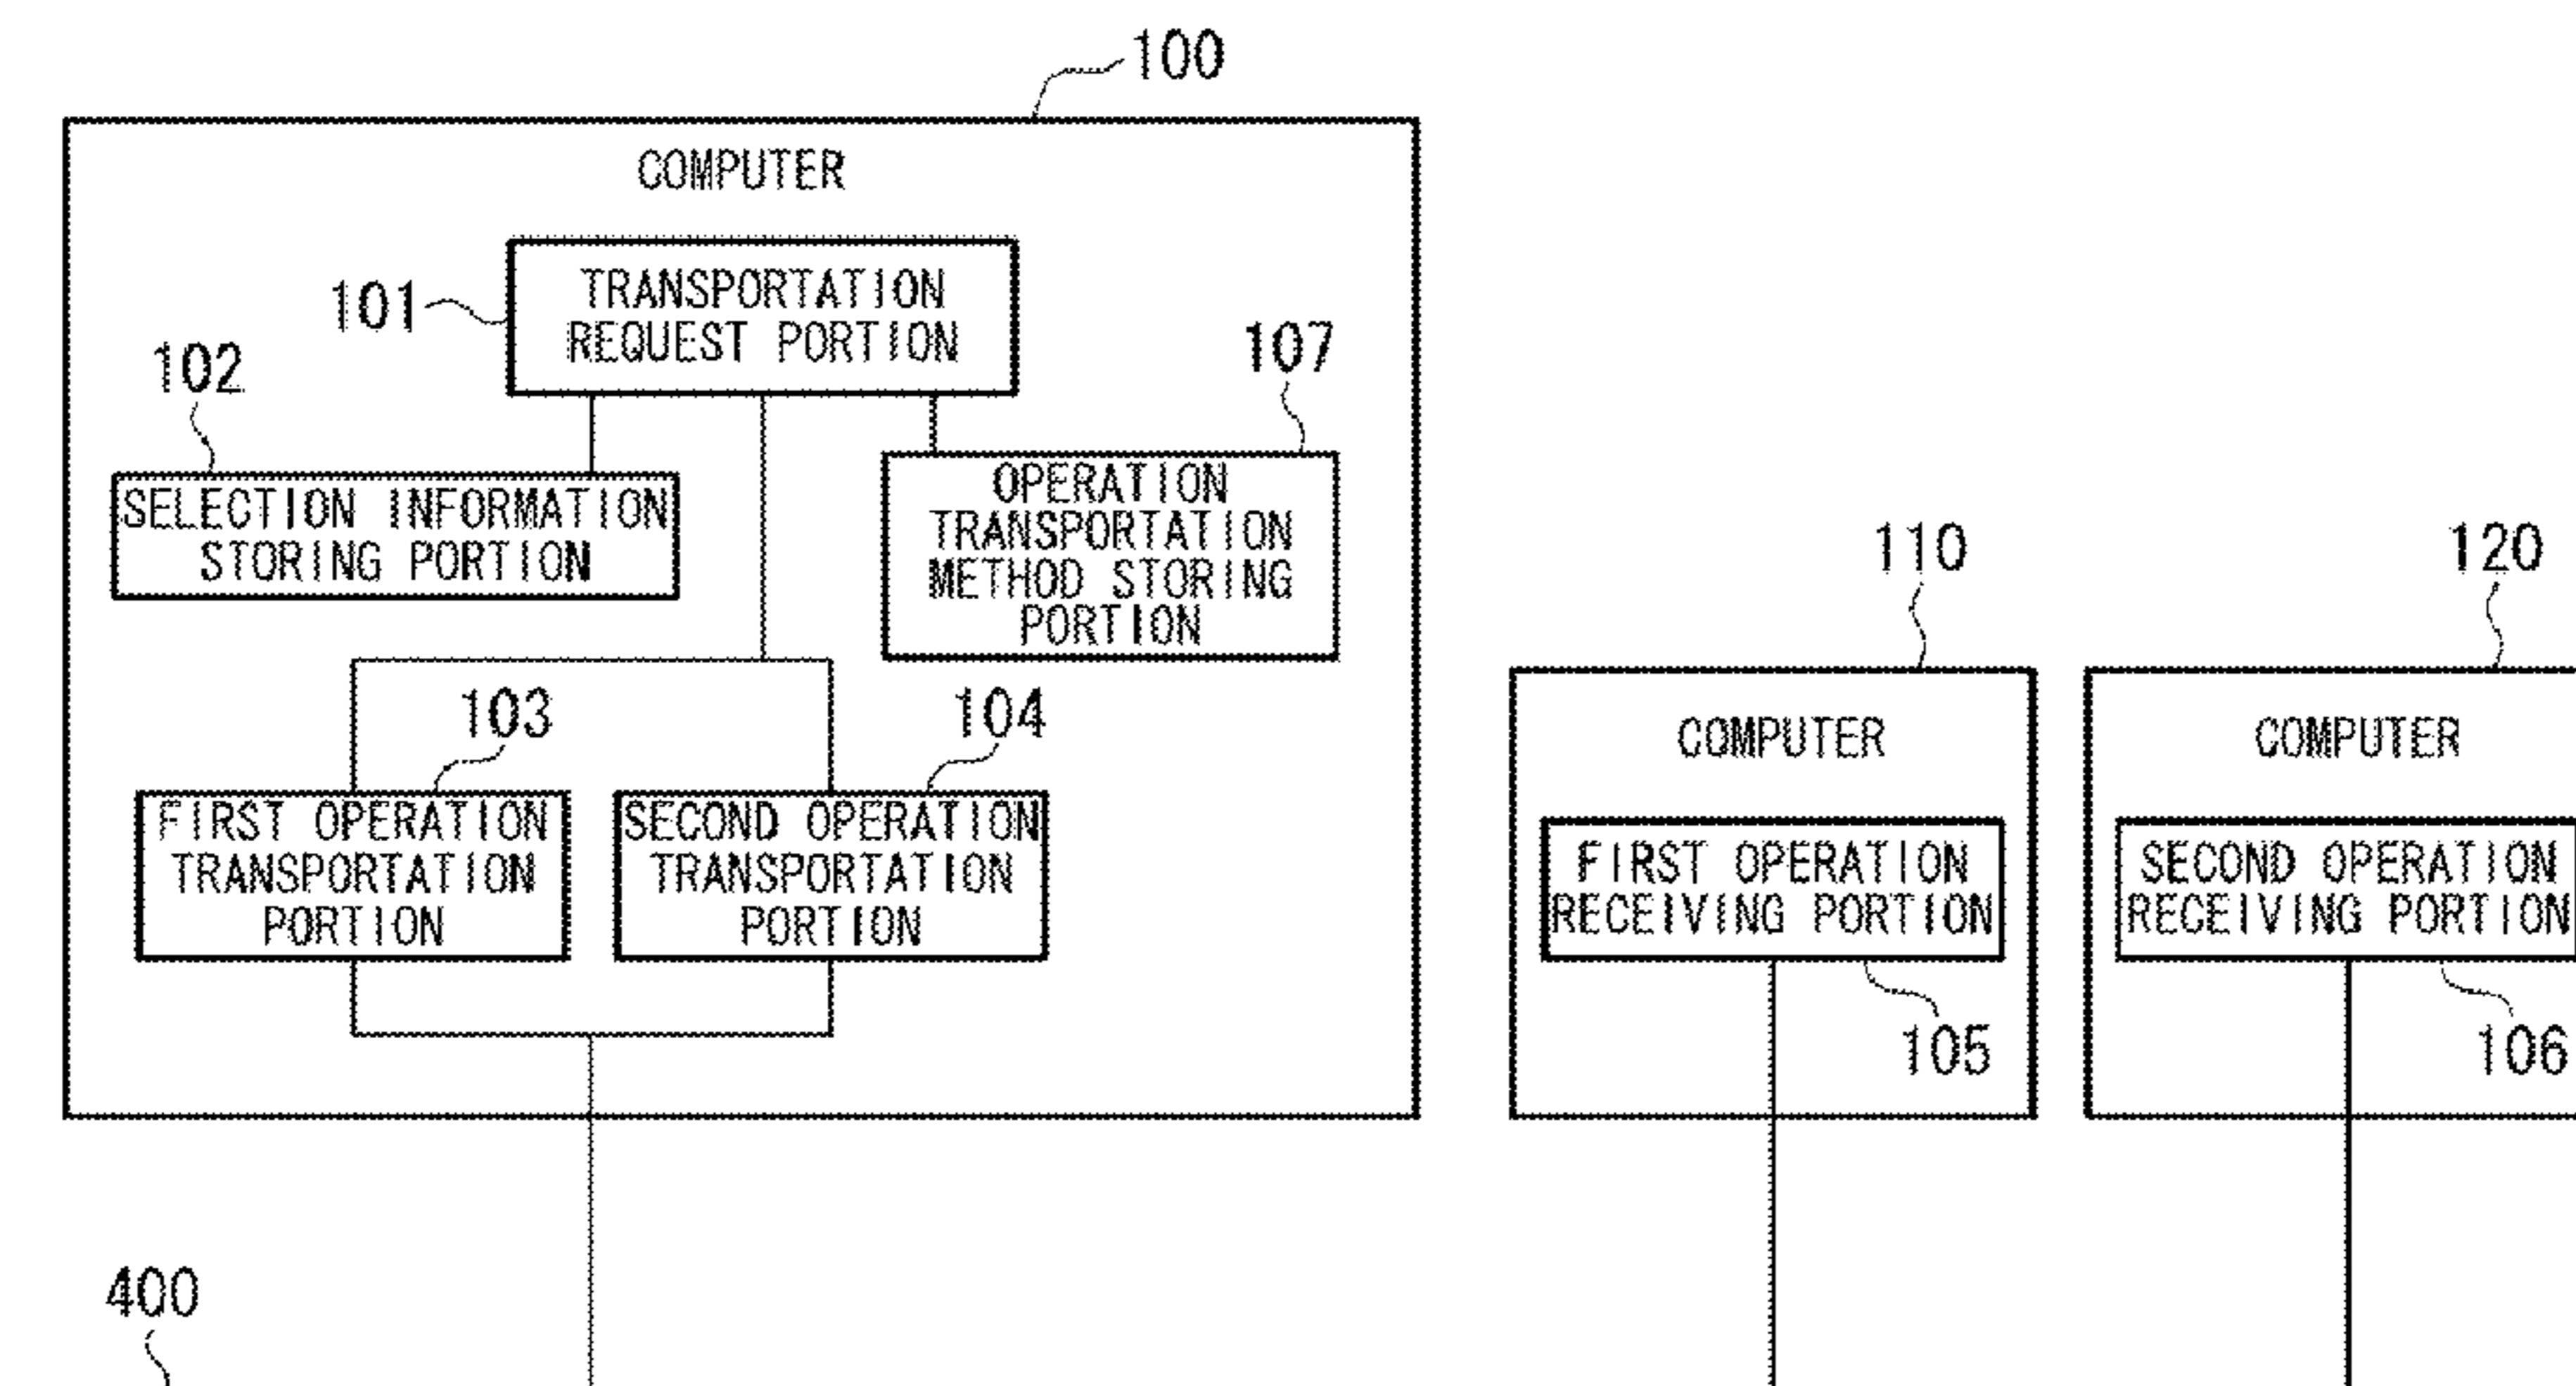 100
COMPUTER
101
TRANSPORTATION
REQUEST PORTION
102
SELECTION INFORMATION
STORING PORTION
107
OPERATION
TRANSPORTATION
METHOD STORING
PORTION
103
FIRST OPERATION
TRANSPORTATION
PORTION
104
SECOND OPERATION
TRANSPORTATION
PORTION
110
COMPUTER
FIRST OPERATION
RECEIVING PORTION
105
120
COMPUTER
SECOND OPERATION
RECEIVING PORTION
106
400